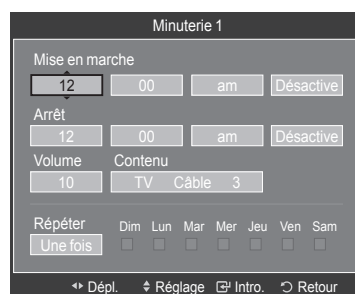 Minuterie 1
Mise en marche
12 00 am Désactive
Arrêt
12 00 am Désactive
Volume Contenu
10 TV Câble 3
Répéter Dim Lun Mar Mer Jeu Ven Sam
Une fois
Dépl. Réglage Intro. Retour